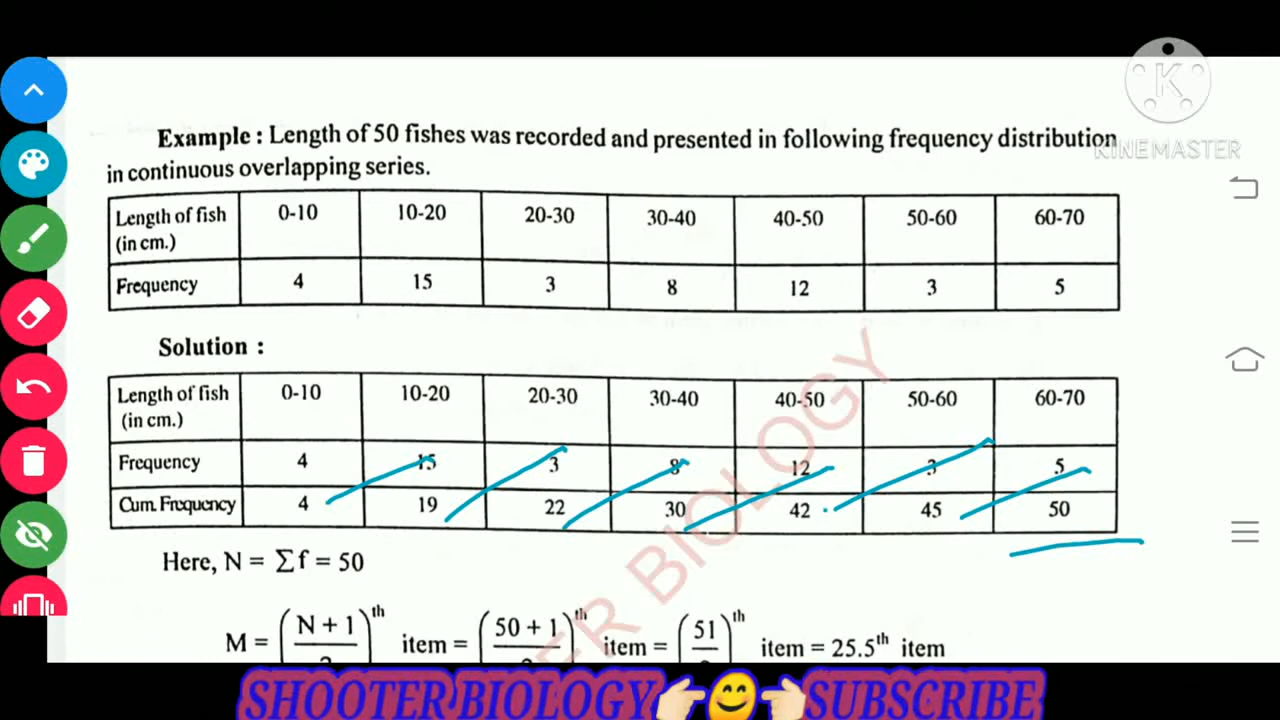 KINEMASTER
Example : Length of 50 fishes was recorded and presented in following frequency distribution
in continuous overlapping series.
Length of fish (in cm.) 0-10 10-20 20-30 30-40 40-50 50-60 60-70
Frequency 4 15 3 8 12 3 5
Solution :
Length of fish (in cm.) 0-10 10-20 20-30 30-40 40-50 50-60 60-70
Frequency 4 15 3 8 12 3 5
Cum. Frequency 4 19 22 30 42 45 50
Here, N = ∑f = 50
M = (N + 1 / 2)th item = (50 + 1 / 2)th item = (51 / 2)th item = 25.5th item
BIOLOGY
SHOOTER BIOLOGY👉😊👈SUBSCRIBE